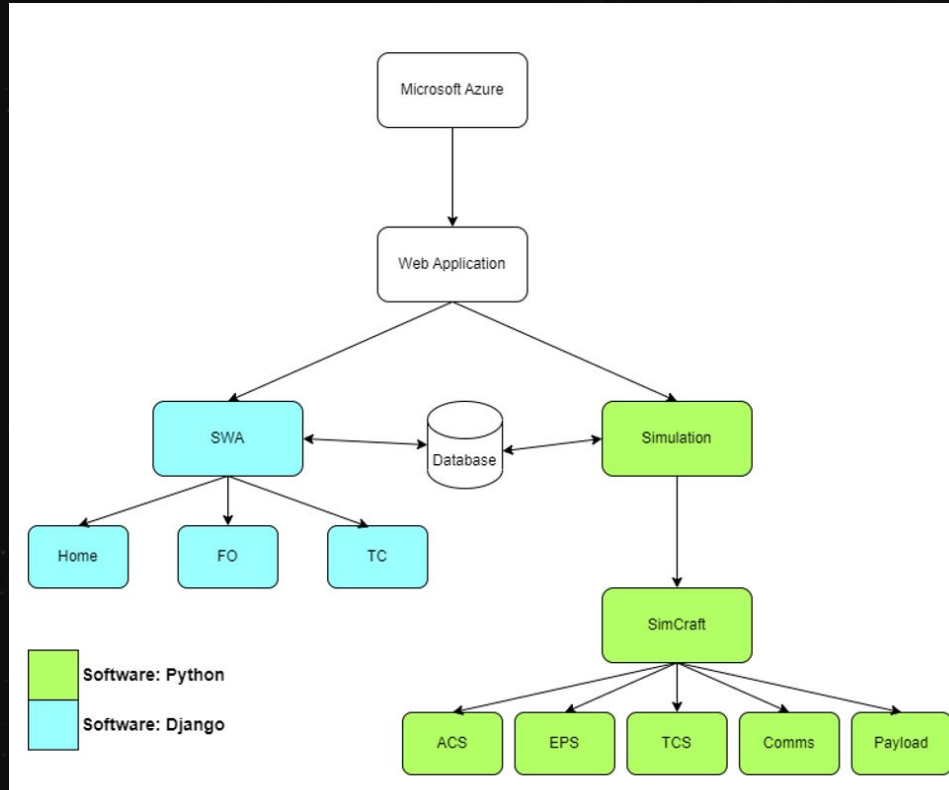 Microsoft Azure
Web Application
SWA
Database
Simulation
Home
FO
TC
SimCraft
Software: Python
Software: Django
ACS
EPS
TCS
Comms
Payload